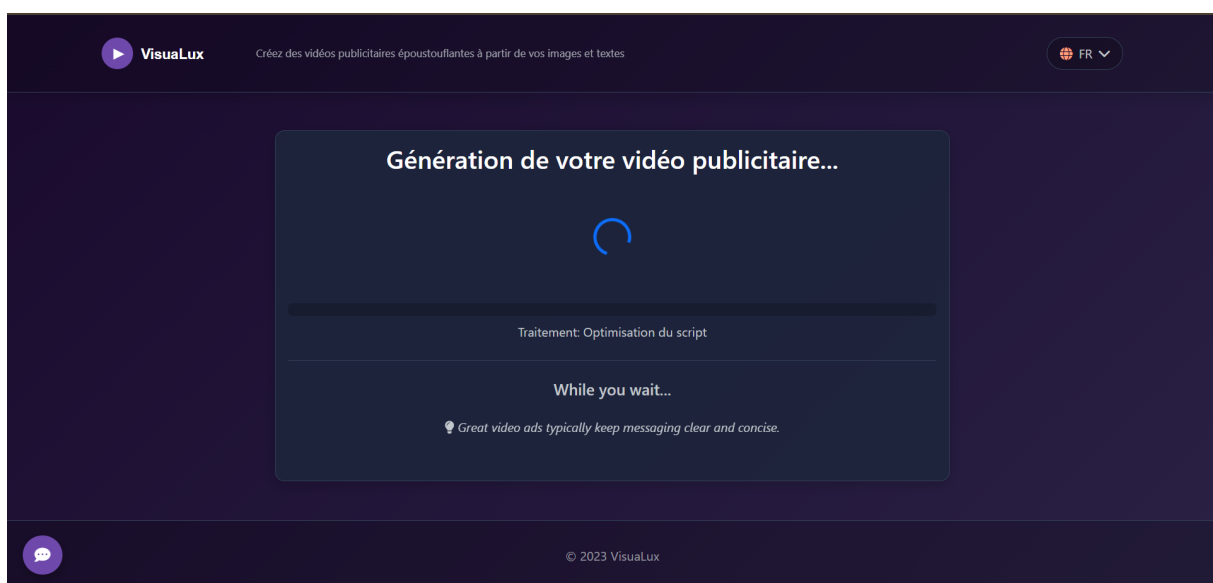 VisuaLux
Créez des vidéos publicitaires époustouflantes à partir de vos images et textes
FR
Génération de votre vidéo publicitaire...
Traitement: Optimisation du script
While you wait...
Great video ads typically keep messaging clear and concise.
© 2023 VisuaLux